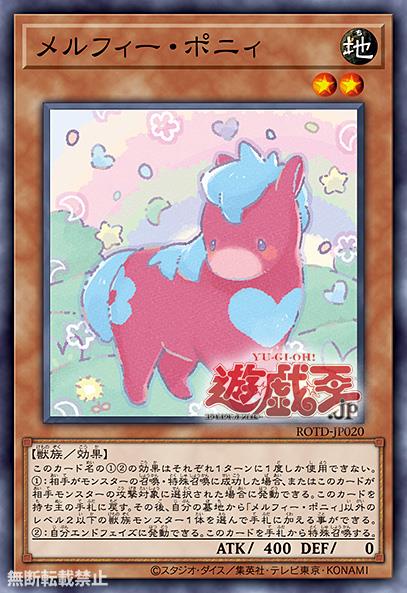 メルフィー・ポニィ
地
YU-GI-OH!
遊戯王.jp
ROTD-JP020
【獣族/効果】
このカード名の①②の効果はそれぞれ1ターンに1度しか使用できない。
①:相手がモンスターの召喚・特殊召喚に成功した場合、またはこのカードが
相手モンスターの攻撃対象に選択された場合に発動できる。このカードを
持ち主の手札に戻す。その後、自分の墓地から「メルフィー・ポニィ」以外の
レベル2以下の獣族モンスター1体を選んで手札に加える事ができる。
②:自分エンドフェイズに発動できる。このカードを手札から特殊召喚する。
ATK/ 400 DEF/ 0
無断転載禁止
©スタジオ・ダイス/集英社・テレビ東京・KONAMI